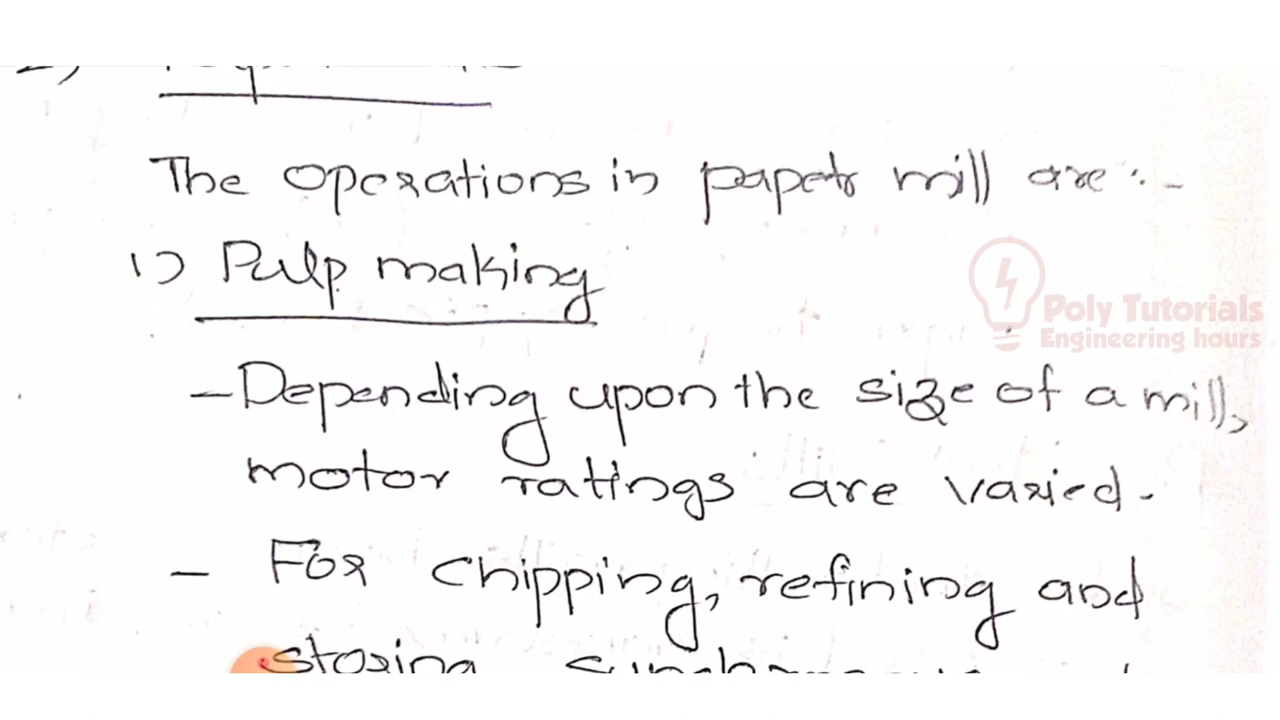 The operations in paper mill are :-
1) Pulp making
Poly Tutorials
Engineering hours
- Depending upon the size of a mill,
motor ratings are varied.
- For chipping, refining and
storing